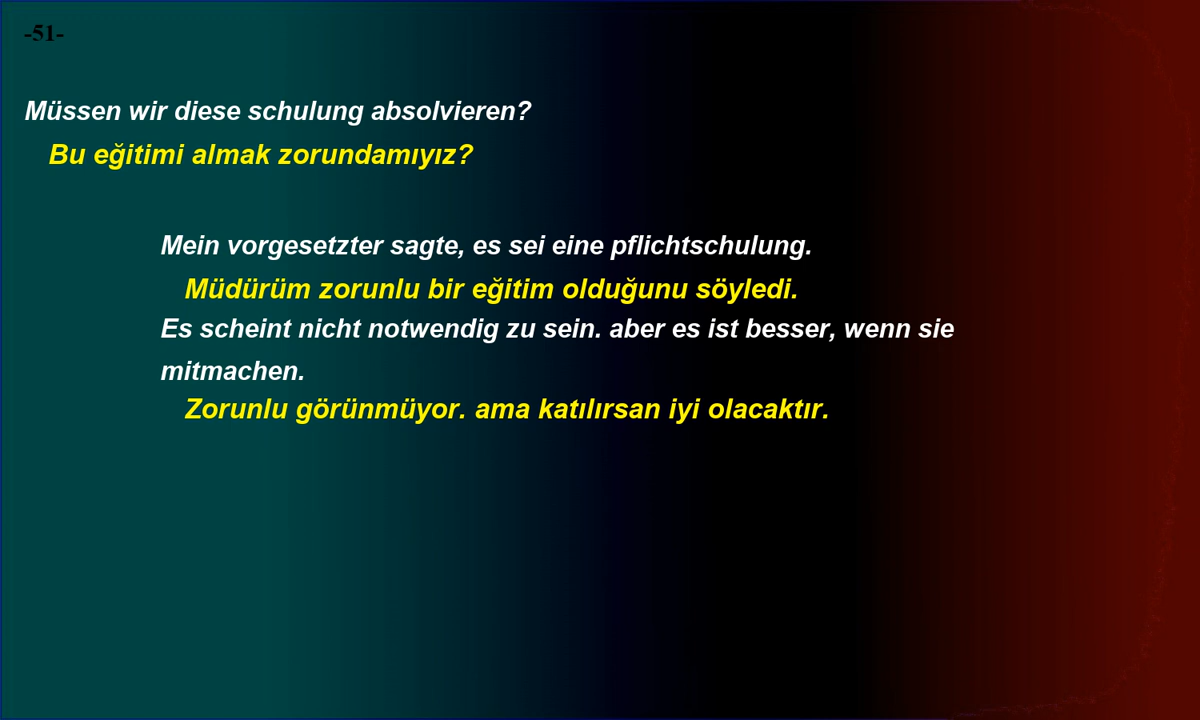 -51-
Müssen wir diese schulung absolvieren?
Bu eğitimi almak zorundamıyız?
Mein vorgesetzter sagte, es sei eine pflichtschulung.
Müdürüm zorunlu bir eğitim olduğunu söyledi.
Es scheint nicht notwendig zu sein. aber es ist besser, wenn sie
mitmachen.
Zorunlu görünmüyor. ama katılırsan iyi olacaktır.